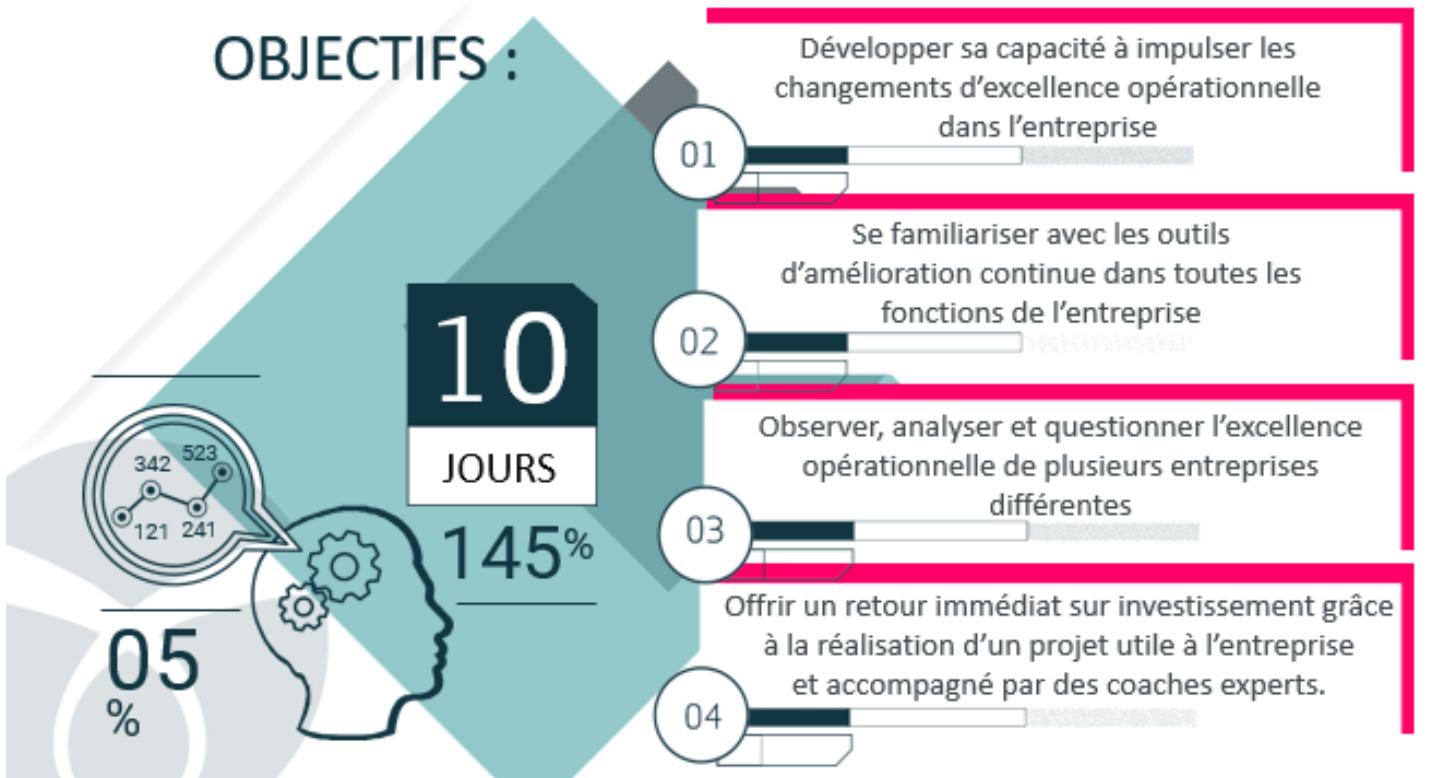 OBJECTIFS :
10
JOURS
145%
342
523
121
241
05
%
01
Développer sa capacité à impulser les
changements d'excellence opérationnelle
dans l'entreprise
02
Se familiariser avec les outils
d'amélioration continue dans toutes les
fonctions de l'entreprise
03
Observer, analyser et questionner l'excellence
opérationnelle de plusieurs entreprises
différentes
04
Offrir un retour immédiat sur investissement grâce
à la réalisation d'un projet utile à l'entreprise
et accompagné par des coaches experts.